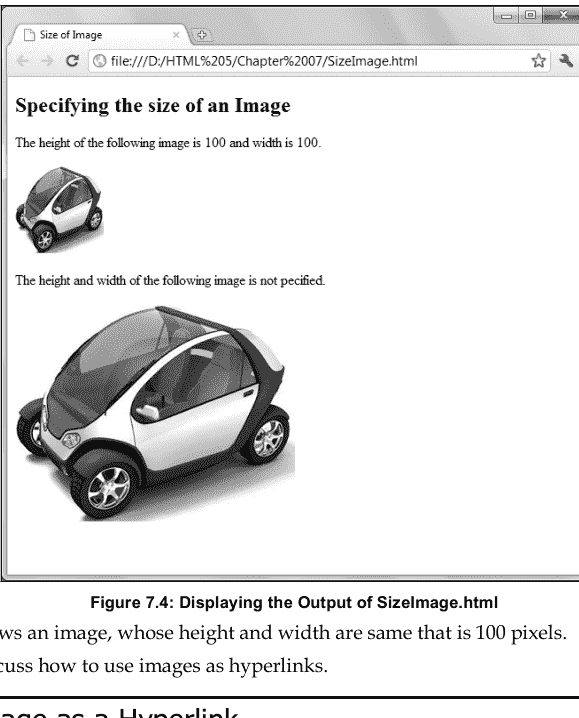 Size of Image
file:///D:/HTML%205/Chapter%2007/SizeImage.html
Specifying the size of an Image
The height of the following image is 100 and width is 100.
The height and width of the following image is not pecified.
Figure 7.4: Displaying the Output of SizeImage.html
an image, whose height and width are same that is 100 pixels.
how to use images as hyperlinks.
as a Hyperlink